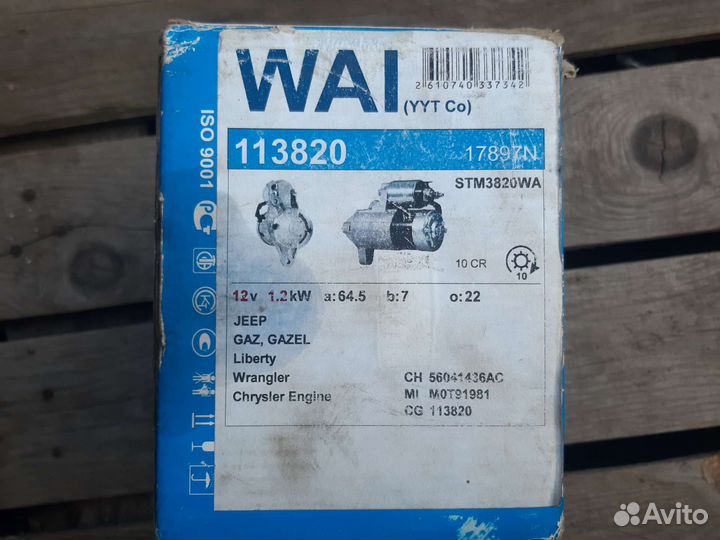 WAI
(YYT Co)
2610740337342
ISO 9001
113820 17897N
STM3820WA
10 CR
10
12v 1.2kW a:64.5 b:7 o:22
JEEP
GAZ, GAZEL
Liberty
Wrangler CH 56041436AC
Chrysler Engine MI M0T91981
CG 113820
Avito